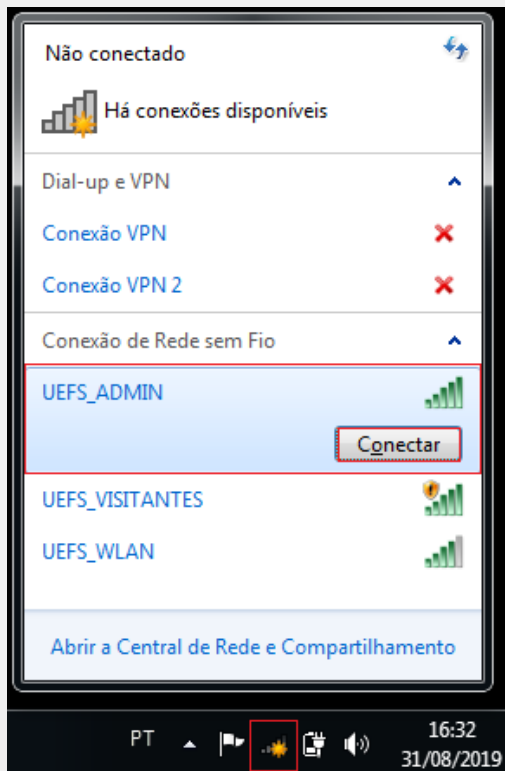 Não conectado
Há conexões disponíveis
Dial-up e VPN
Conexão VPN
Conexão VPN 2
Conexão de Rede sem Fio
UEFS_ADMIN
Conectar
UEFS_VISITANTES
UEFS_WLAN
Abrir a Central de Rede e Compartilhamento
PT
16:32
31/08/2019